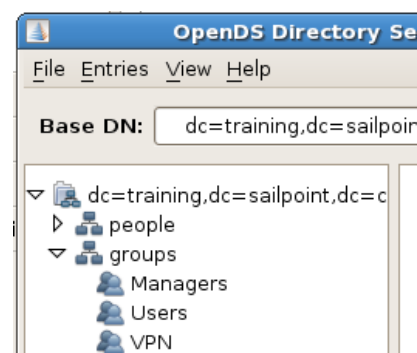 OpenDS Directory Se
File Entries View Help
Base DN: dc=training,dc=sailpoin
dc=training,dc=sailpoint,dc=c
people
groups
Managers
Users
VPN